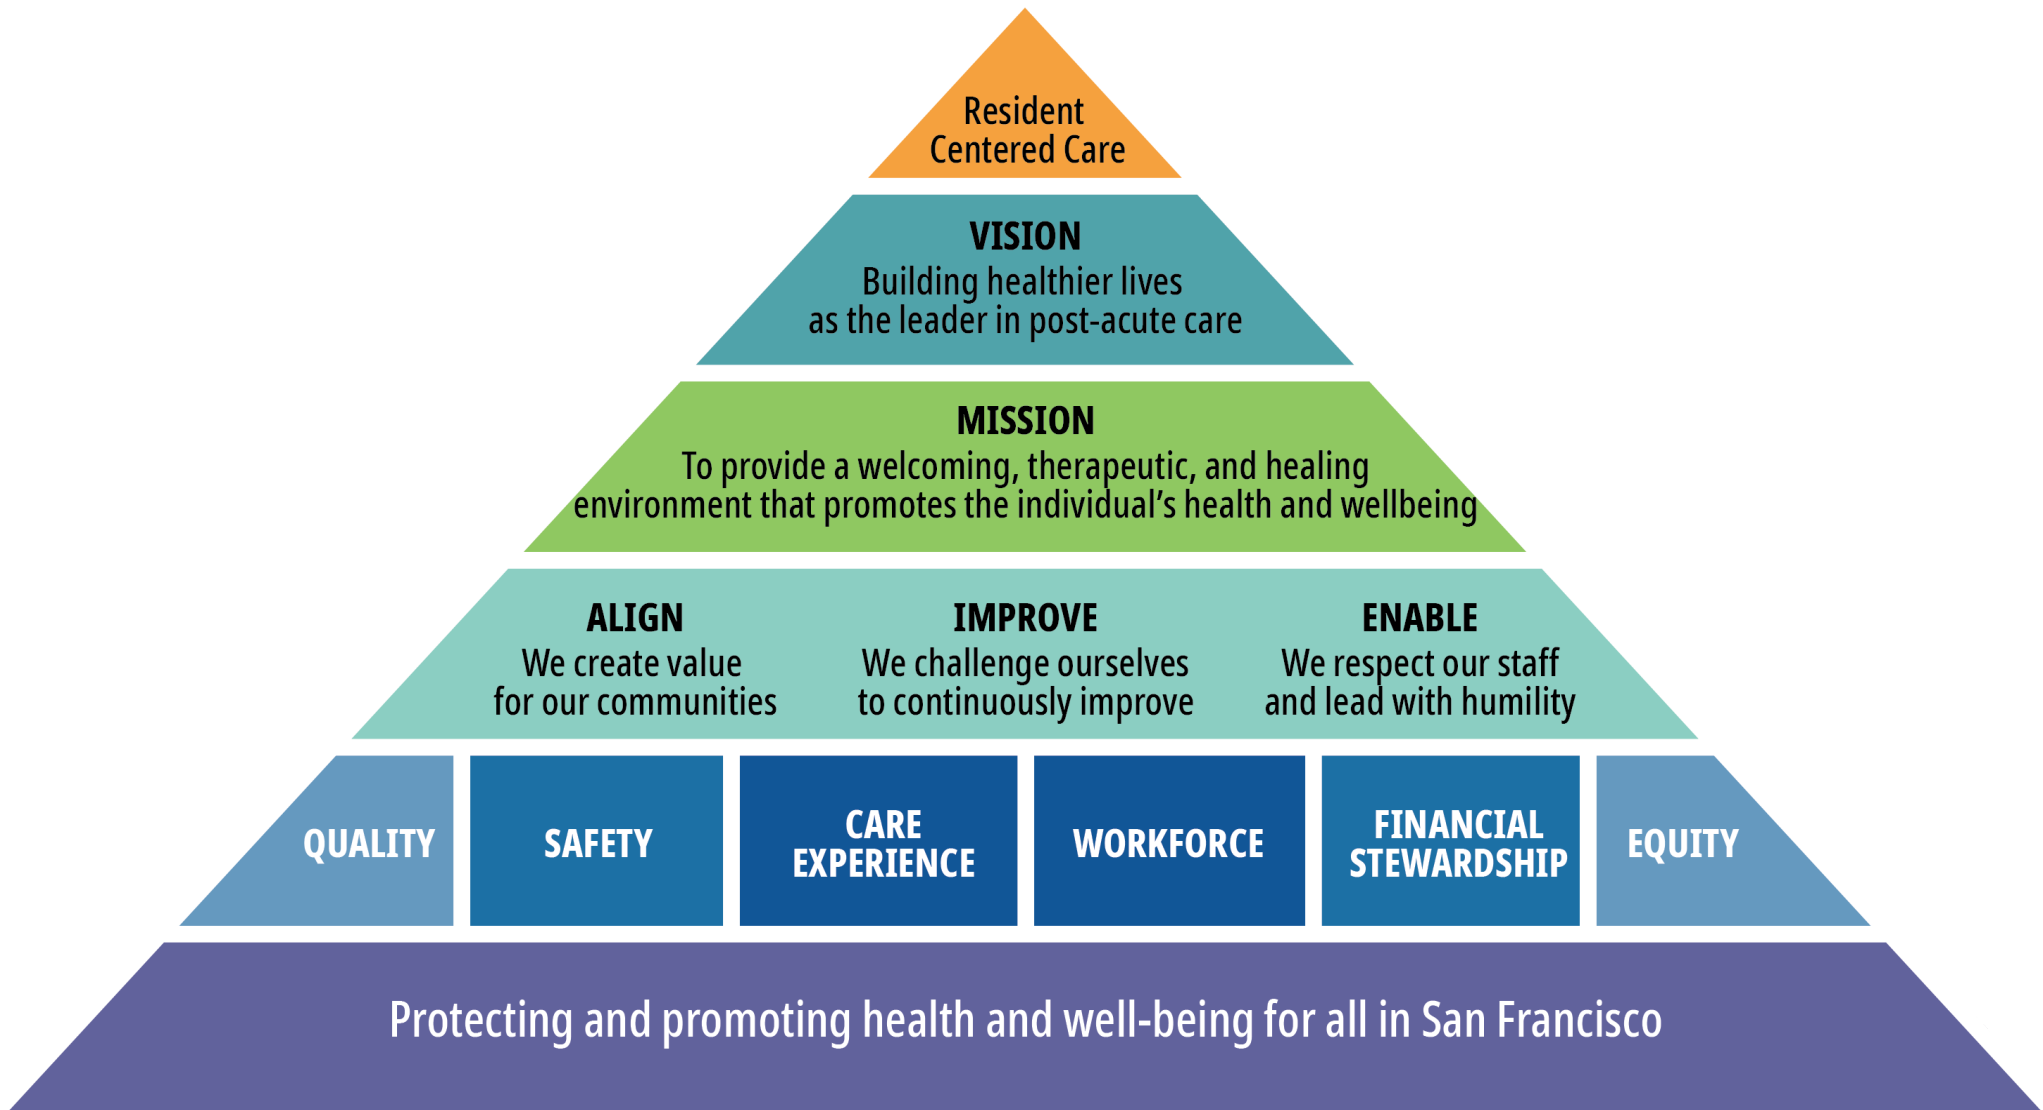 Resident
Centered Care
VISION
Building healthier lives
as the leader in post-acute care
MISSION
To provide a welcoming, therapeutic, and healing
environment that promotes the individual’s health and wellbeing
ALIGN
We create value
for our communities
IMPROVE
We challenge ourselves
to continuously improve
ENABLE
We respect our staff
and lead with humility
QUALITY
SAFETY
CARE
EXPERIENCE
WORKFORCE
FINANCIAL
STEWARDSHIP
EQUITY
Protecting and promoting health and well-being for all in San Francisco